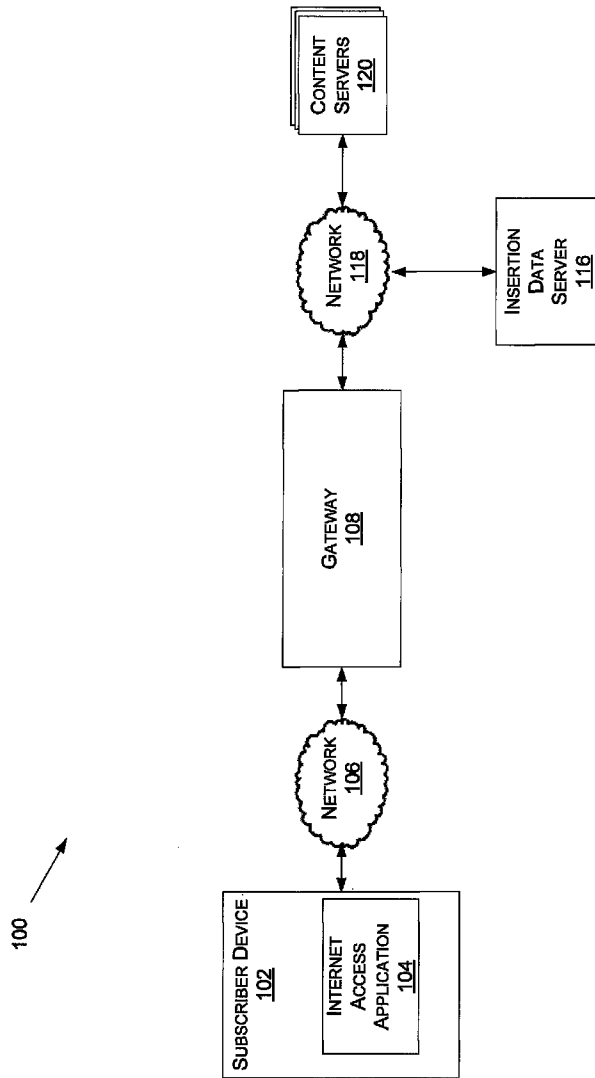 100
SUBSCRIBER DEVICE
102
INTERNET
ACCESS
APPLICATION
104
NETWORK
106
GATEWAY
108
NETWORK
118
INSERTION
DATA
SERVER
116
CONTENT
SERVERS
120